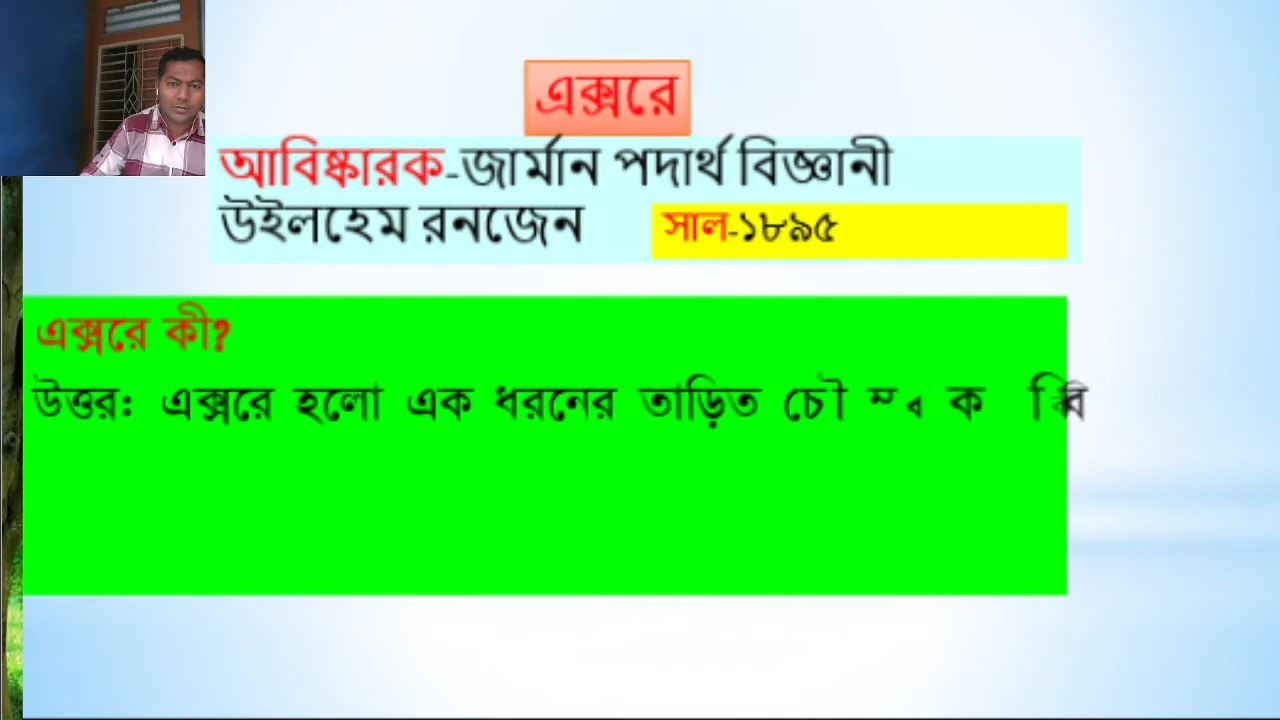 এক্সরে
আবিষ্কারক-জার্মান পদার্থ বিজ্ঞানী
উইলহেম রনজেন
সাল-১৮৯৫
এক্সরে কী?
উত্তর: এক্সরে হলো এক ধরনের তাড়িত